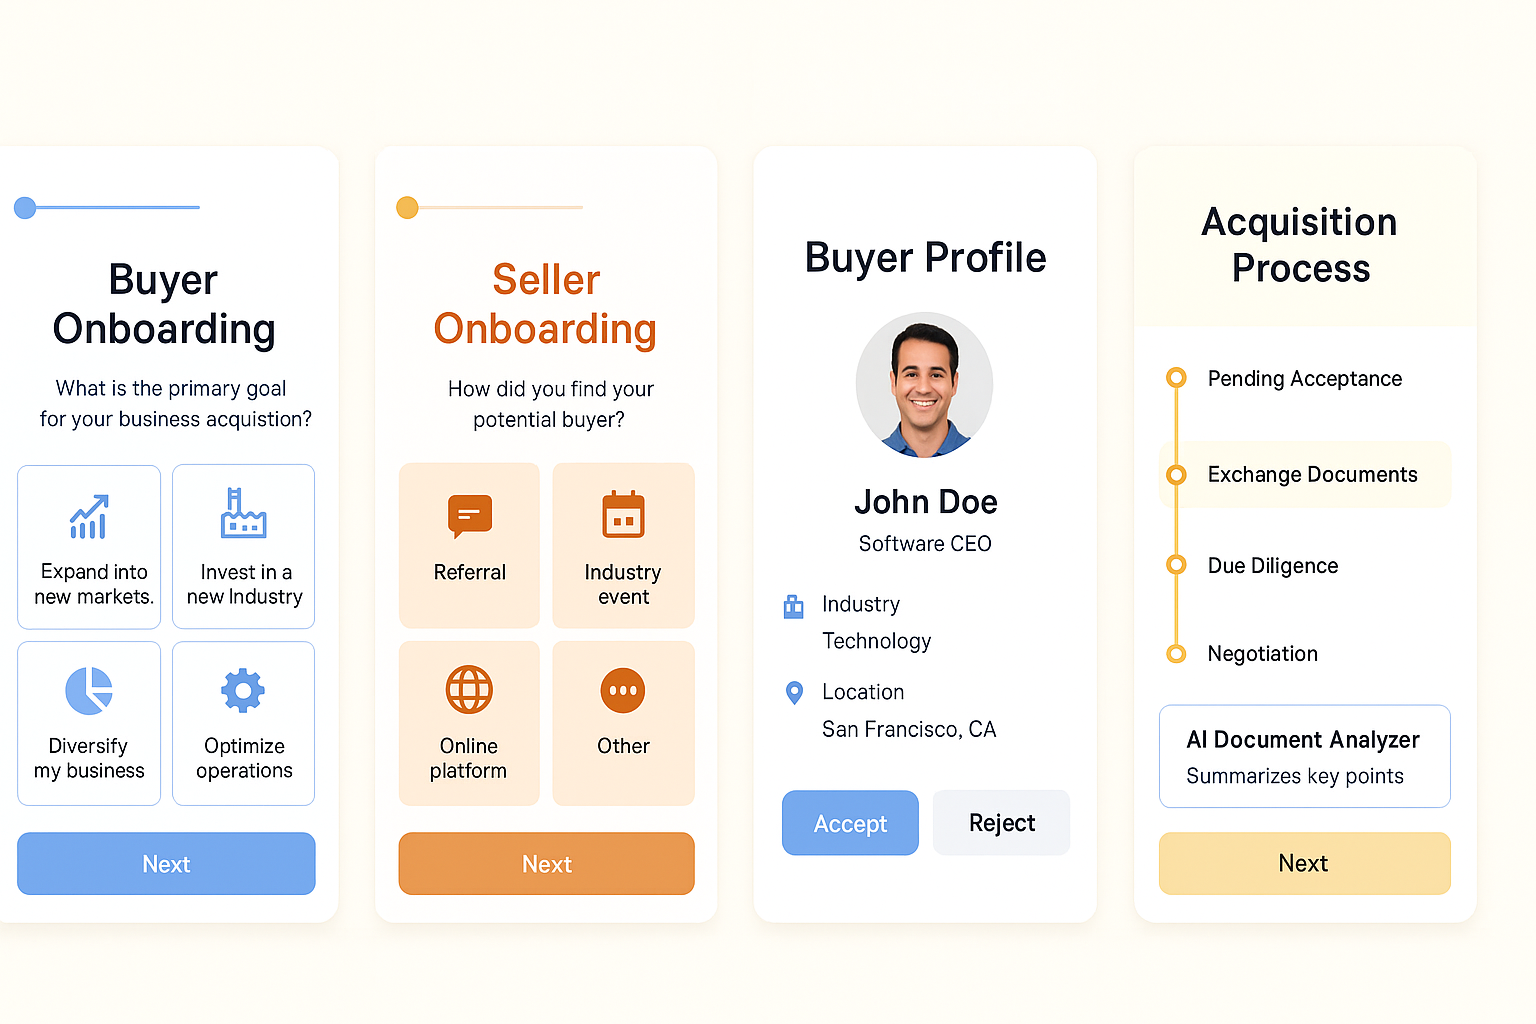 Buyer
Onboarding
What is the primary goal
for your business acquistion?
Expand into
new markets.
Invest in a
new Industry
Diversify
my business
Optimize
operations
Next
Seller
Onboarding
How did you find your
potential buyer?
Referral
Industry
event
Online
platform
Other
Next
Buyer Profile
John Doe
Software CEO
Industry
Technology
Location
San Francisco, CA
Accept
Reject
Acquisition
Process
Pending Acceptance
Exchange Documents
Due Diligence
Negotiation
AI Document Analyzer
Summarizes key points
Next